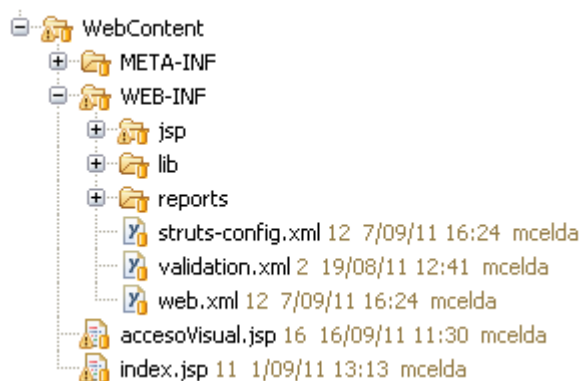 WebContent
META-INF
WEB-INF
jsp
lib
reports
struts-config.xml 12 7/09/11 16:24 mcelda
validation.xml 2 19/08/11 12:41 mcelda
web.xml 12 7/09/11 16:24 mcelda
accesoVisual.jsp 16 16/09/11 11:30 mcelda
index.jsp 11 1/09/11 13:13 mcelda